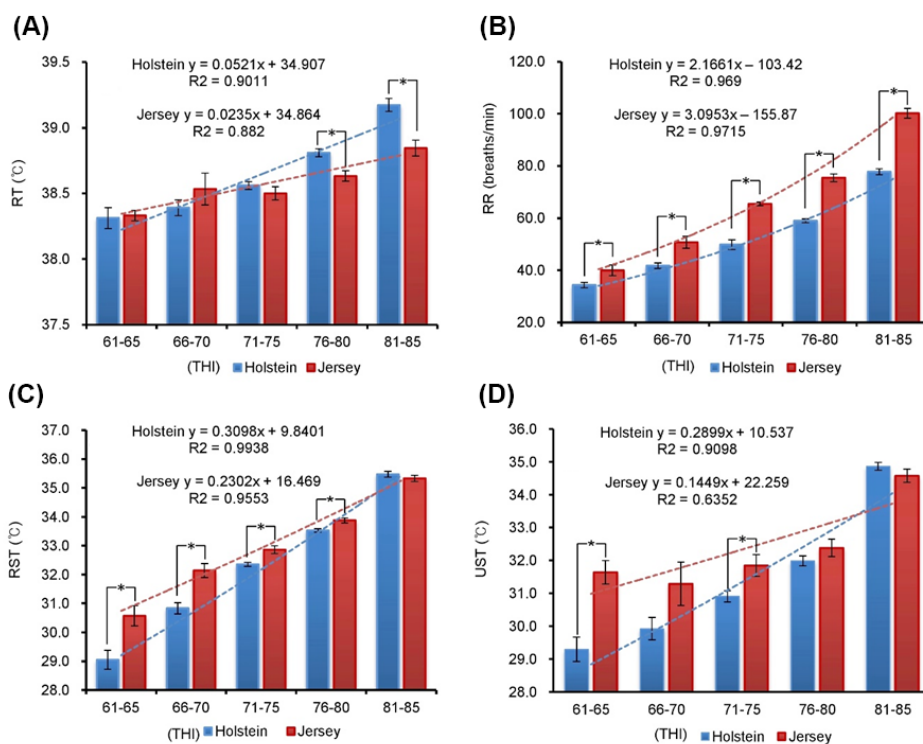 (A)
39.5
39.0
38.5
38.0
37.5
RT (℃)
Holstein y = 0.0521x + 34.907
R2 = 0.9011
Jersey y = 0.0235x + 34.864
R2 = 0.882
*
*
61-65 66-70 71-75 76-80 81-85
(THI) Holstein Jersey
(B)
120.0
100.0
80.0
60.0
40.0
20.0
RR (breaths/min)
Holstein y = 2.1661x – 103.42
R2 = 0.969
Jersey y = 3.0953x – 155.87
R2 = 0.9715
*
*
*
*
*
61-65 66-70 71-75 76-80 81-85
(THI) Holstein Jersey
(C)
37.0
36.0
35.0
34.0
33.0
32.0
31.0
30.0
29.0
28.0
RST (℃)
Holstein y = 0.3098x + 9.8401
R2 = 0.9938
Jersey y = 0.2302x + 16.469
R2 = 0.9553
*
*
*
*
61-65 66-70 71-75 76-80 81-85
(THI) Holstein Jersey
(D)
36.0
35.0
34.0
33.0
32.0
31.0
30.0
29.0
28.0
UST (℃)
Holstein y = 0.2899x + 10.537
R2 = 0.9098
Jersey y = 0.1449x + 22.259
R2 = 0.6352
*
*
61-65 66-70 71-75 76-80 81-85
(THI) Holstein Jersey